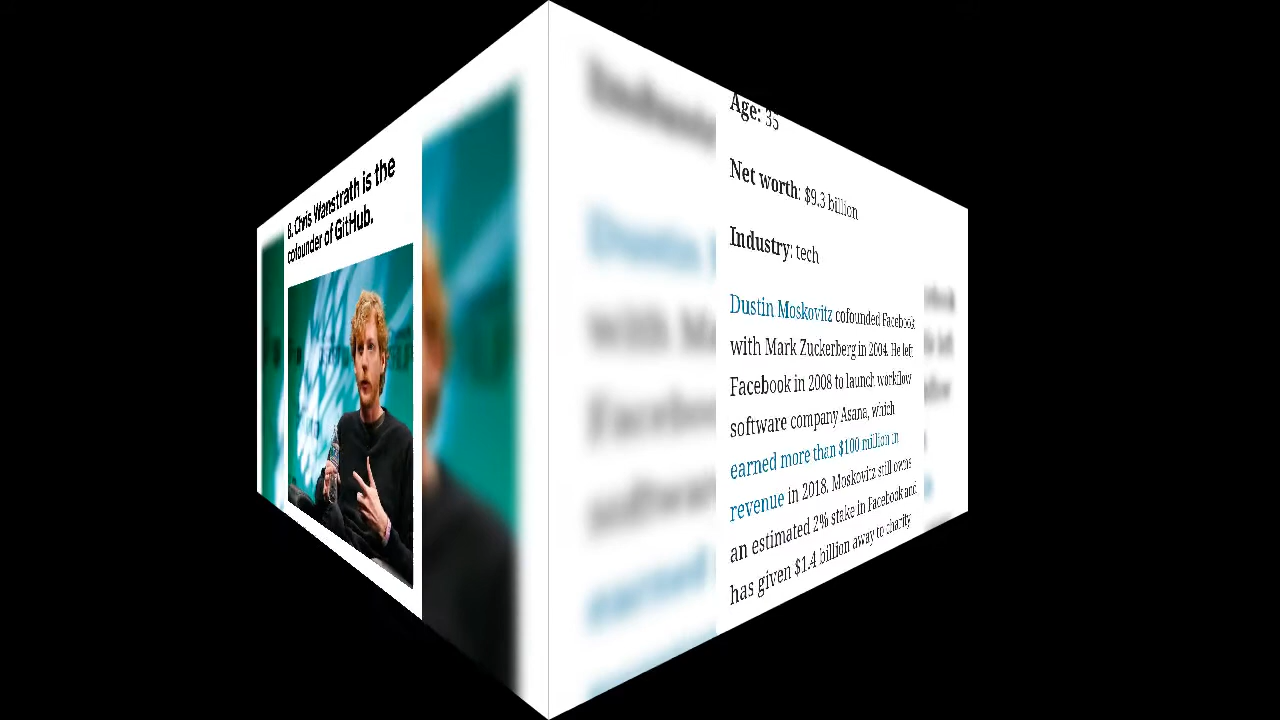 8. Chris Wanstrath is the
cofounder of GitHub.
Age: 35
Net worth: $9.3 billion
Industry: tech
Dustin Moskovitz cofounded Facebook
with Mark Zuckerberg in 2004. He left
Facebook in 2008 to launch workflow
software company Asana, which
earned more than $100 million in
revenue in 2018. Moskovitz still owns
an estimated 2% stake in Facebook and
has given $1.4 billion away to charity